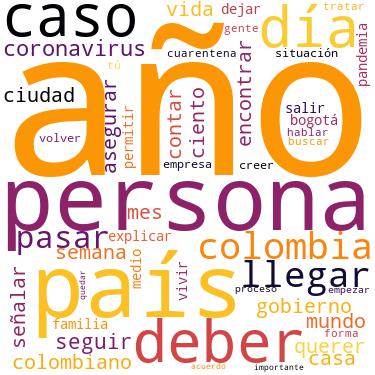 caso
vida
dejar
día
tratar
gente
coronavirus
cuarentena
situación
pandemia
tú
año
ciudad
asegurar
permitir
contar
ciento
encontrar
salir
bogotá
hablar
buscar
volver
empresa
creer
persona
pasar
mes
explicar
colombia
semana
medio
vivir
país
quedar
llegar
proceso
empezar
señalar
gobierno
familia
seguir
deber
mundo
forma
querer
casa
colombiano
acuerdo
importante